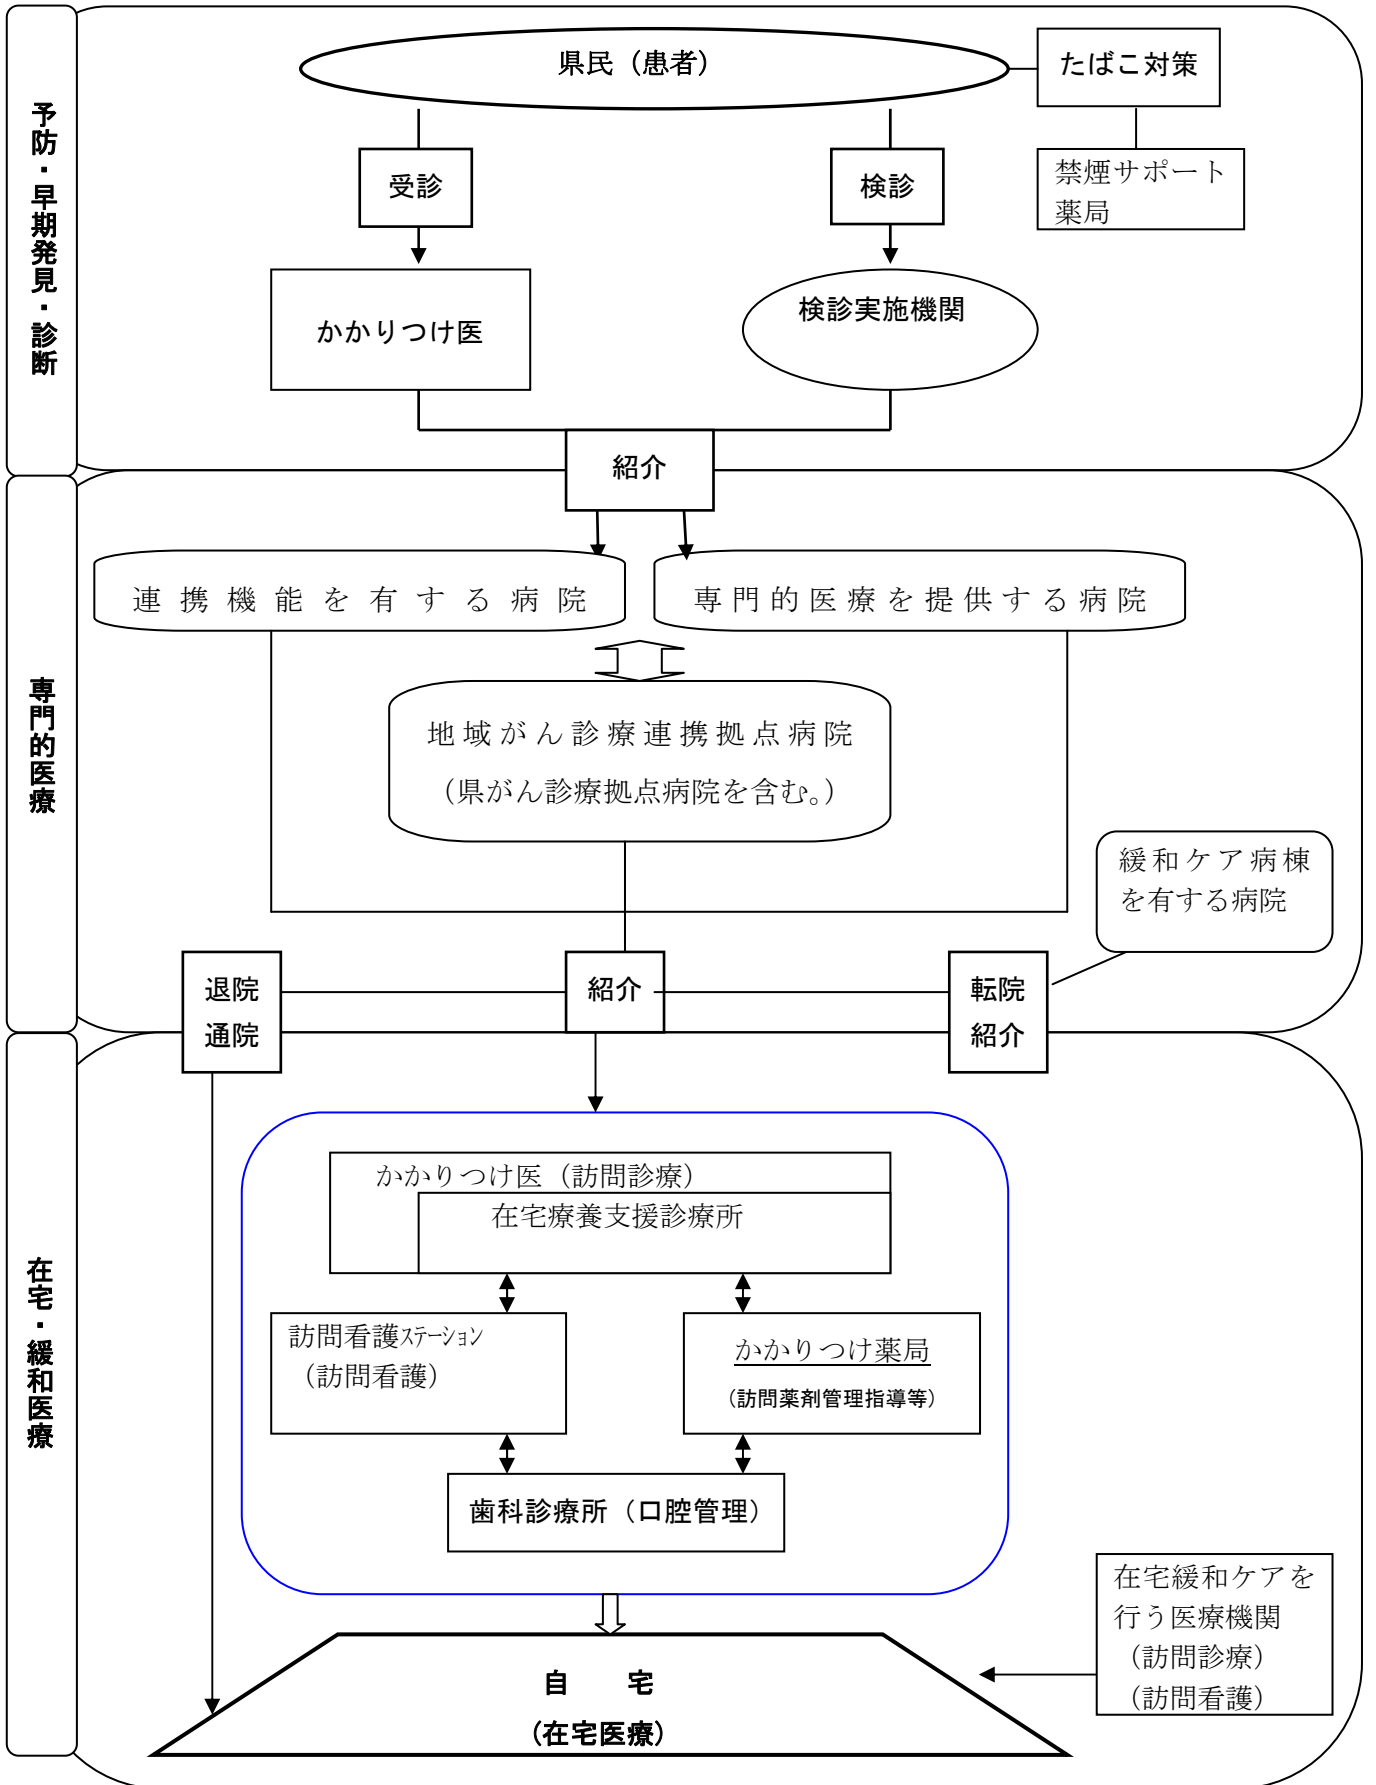 予防・早期発見・診断
県民（患者）
たばこ対策
禁煙サポート
薬局
受診
検診
かかりつけ医
検診実施機関
紹介
専門的医療
連携機能を有する病院
専門的医療を提供する病院
地域がん診療連携拠点病院
（県がん診療拠点病院を含む。）
緩和ケア病棟
を有する病院
退院
通院
紹介
転院
紹介
在宅・緩和医療
かかりつけ医（訪問診療）
在宅療養支援診療所
訪問看護ｽﾃｰｼｮﾝ
（訪問看護）
かかりつけ薬局
（訪問薬剤管理指導等）
歯科診療所（口腔管理）
在宅緩和ケアを
行う医療機関
（訪問診療）
（訪問看護）
自　宅
（在宅医療）